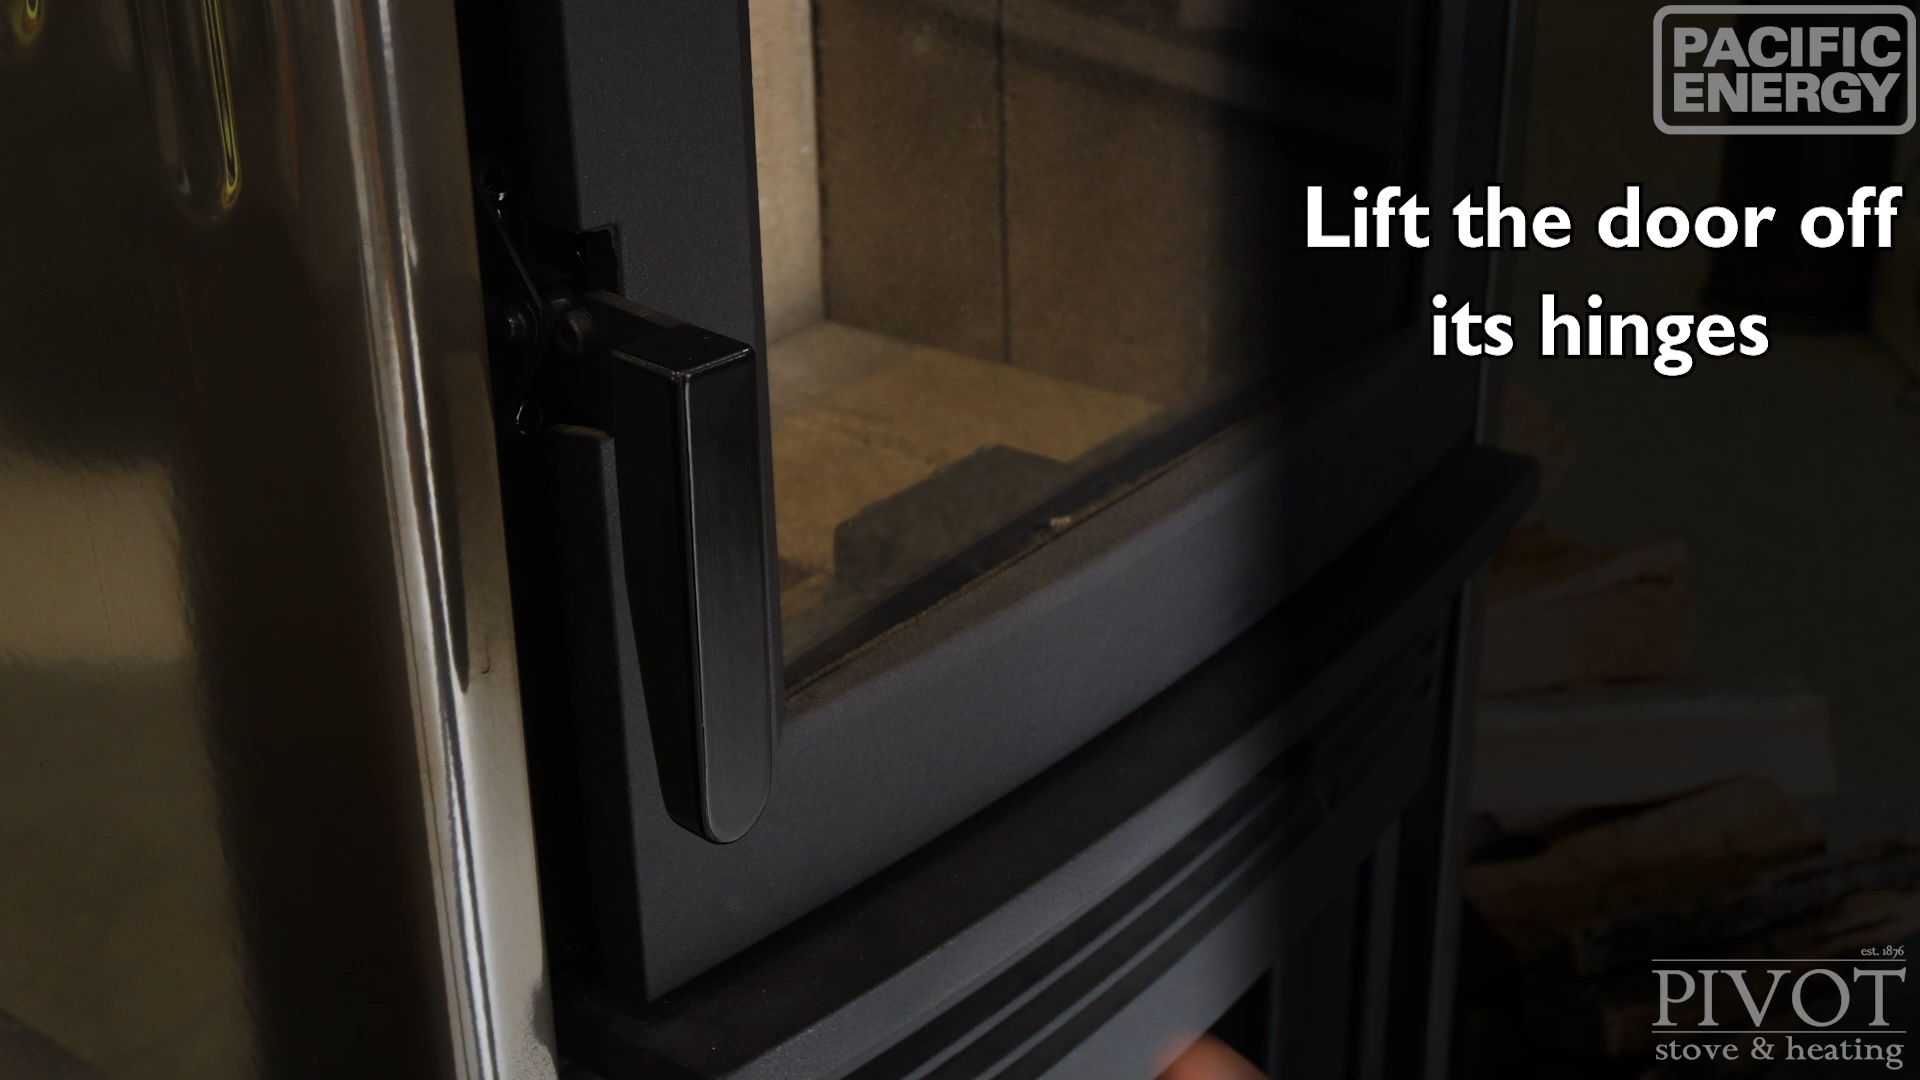 PACIFIC
ENERGY
Lift the door off
its hinges
est. 1876
PIVOT
stove & heating